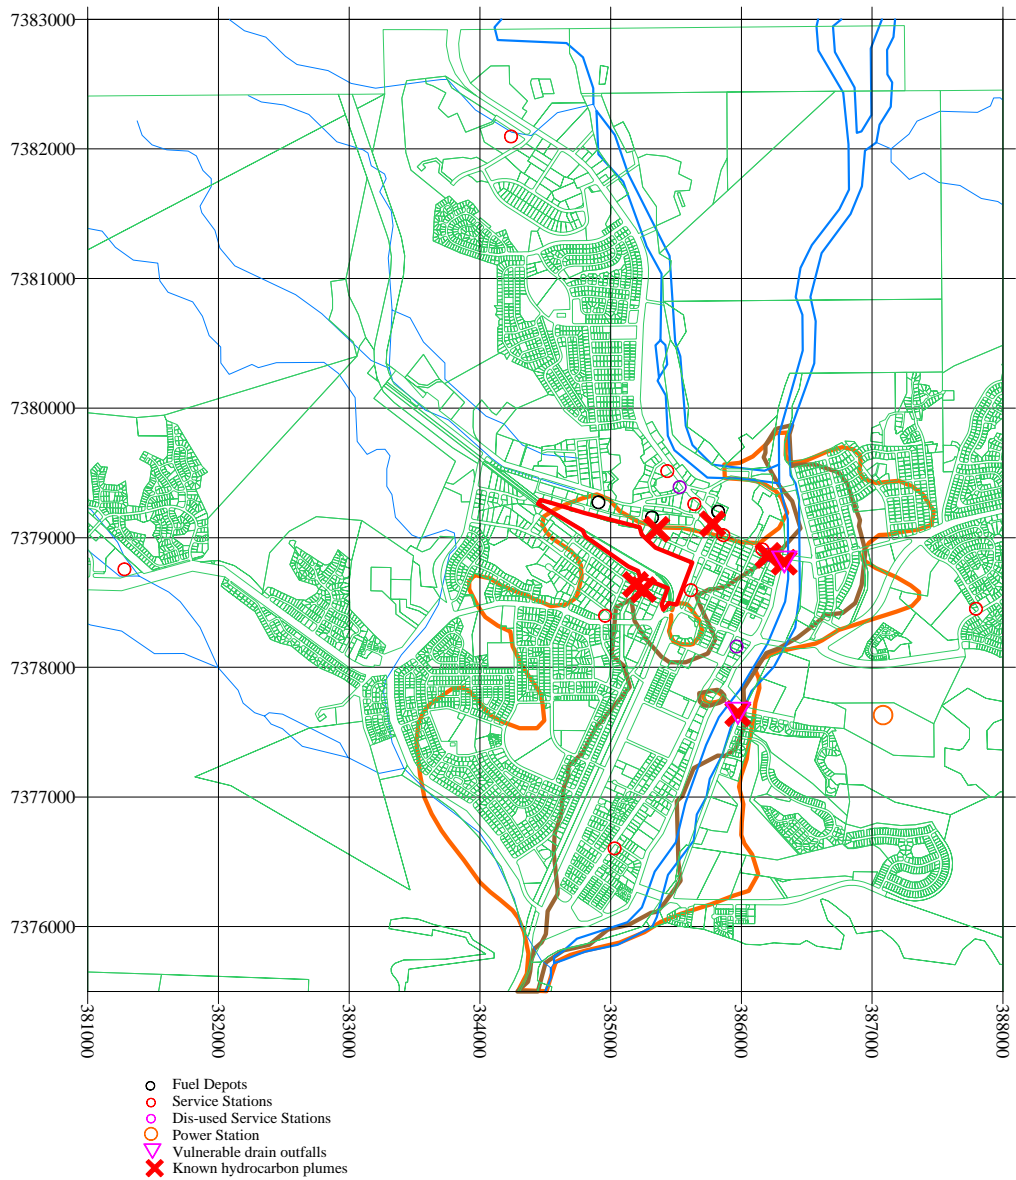 7383000
7382000
7381000
7380000
7379000
7378000
7377000
7376000
381000
382000
383000
384000
385000
386000
387000
388000
Fuel Depots
Service Stations
Dis-used Service Stations
Power Station
Vulnerable drain outfalls
Known hydrocarbon plumes